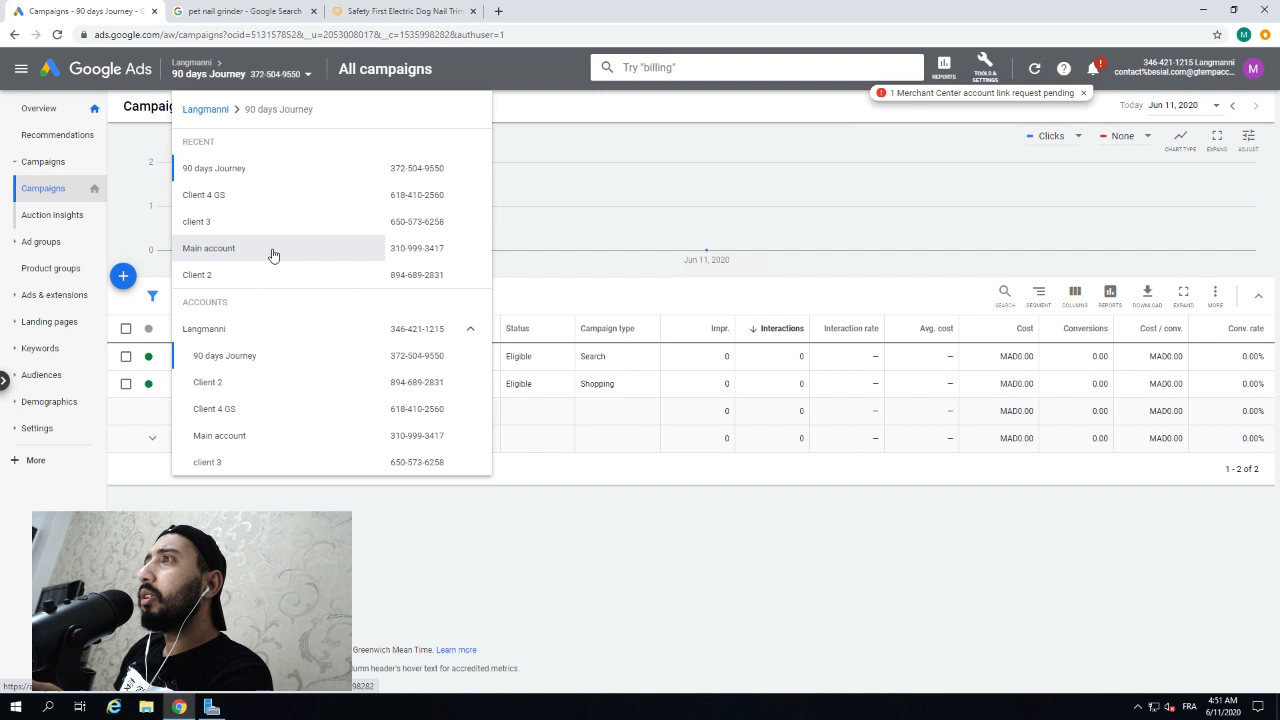 Campaigns - 90 days Journey - C
pet nail grinder - Google Search
Safety First Electric Dog Nail Trim
ads.google.com/aw/campaigns?ocid=513157852&__u=2053008017&__c=1535998282&authuser=1
M
Google Ads
Langmanni >
90 days Journey 372-504-9550
All campaigns
Try "billing"
REPORTS
TOOLS & SETTINGS
346-421-1215 Langmanni
contact%besial.com@gtempacc...
M
1 Merchant Center account link request pending
Overview
Recommendations
Campaigns
Campaigns
Auction insights
Ad groups
Product groups
Ads & extensions
Landing pages
Keywords
Audiences
Demographics
Settings
More
Campaig
Today Jun 11, 2020
Clicks
None
CHART TYPE
EXPAND
ADJUST
2
1
0
Jun 11, 2020
Langmanni > 90 days Journey
RECENT
90 days Journey 372-504-9550
Client 4 GS 618-410-2560
client 3 650-573-6258
Main account 310-999-3417
Client 2 894-689-2831
ACCOUNTS
Langmanni 346-421-1215
90 days Journey 372-504-9550
Client 2 894-689-2831
Client 4 GS 618-410-2560
Main account 310-999-3417
client 3 650-573-6258
SEARCH
SEGMENT
COLUMNS
REPORTS
DOWNLOAD
EXPAND
MORE
Status Campaign type Impr. Interactions Interaction rate Avg. cost Cost Conversions Cost / conv. Conv. rate
Eligible Search 0 0 – – MAD0.00 0.00 MAD0.00 0.00%
Eligible Shopping 0 0 – – MAD0.00 0.00 MAD0.00 0.00%
0 0 – – MAD0.00 0.00 MAD0.00 0.00%
0 0 – – MAD0.00 0.00 MAD0.00 0.00%
1 - 2 of 2
Greenwich Mean Time. Learn more
lumn header's hover text for accredited metrics.
https://a
98282
FRA
4:51 AM
6/11/2020